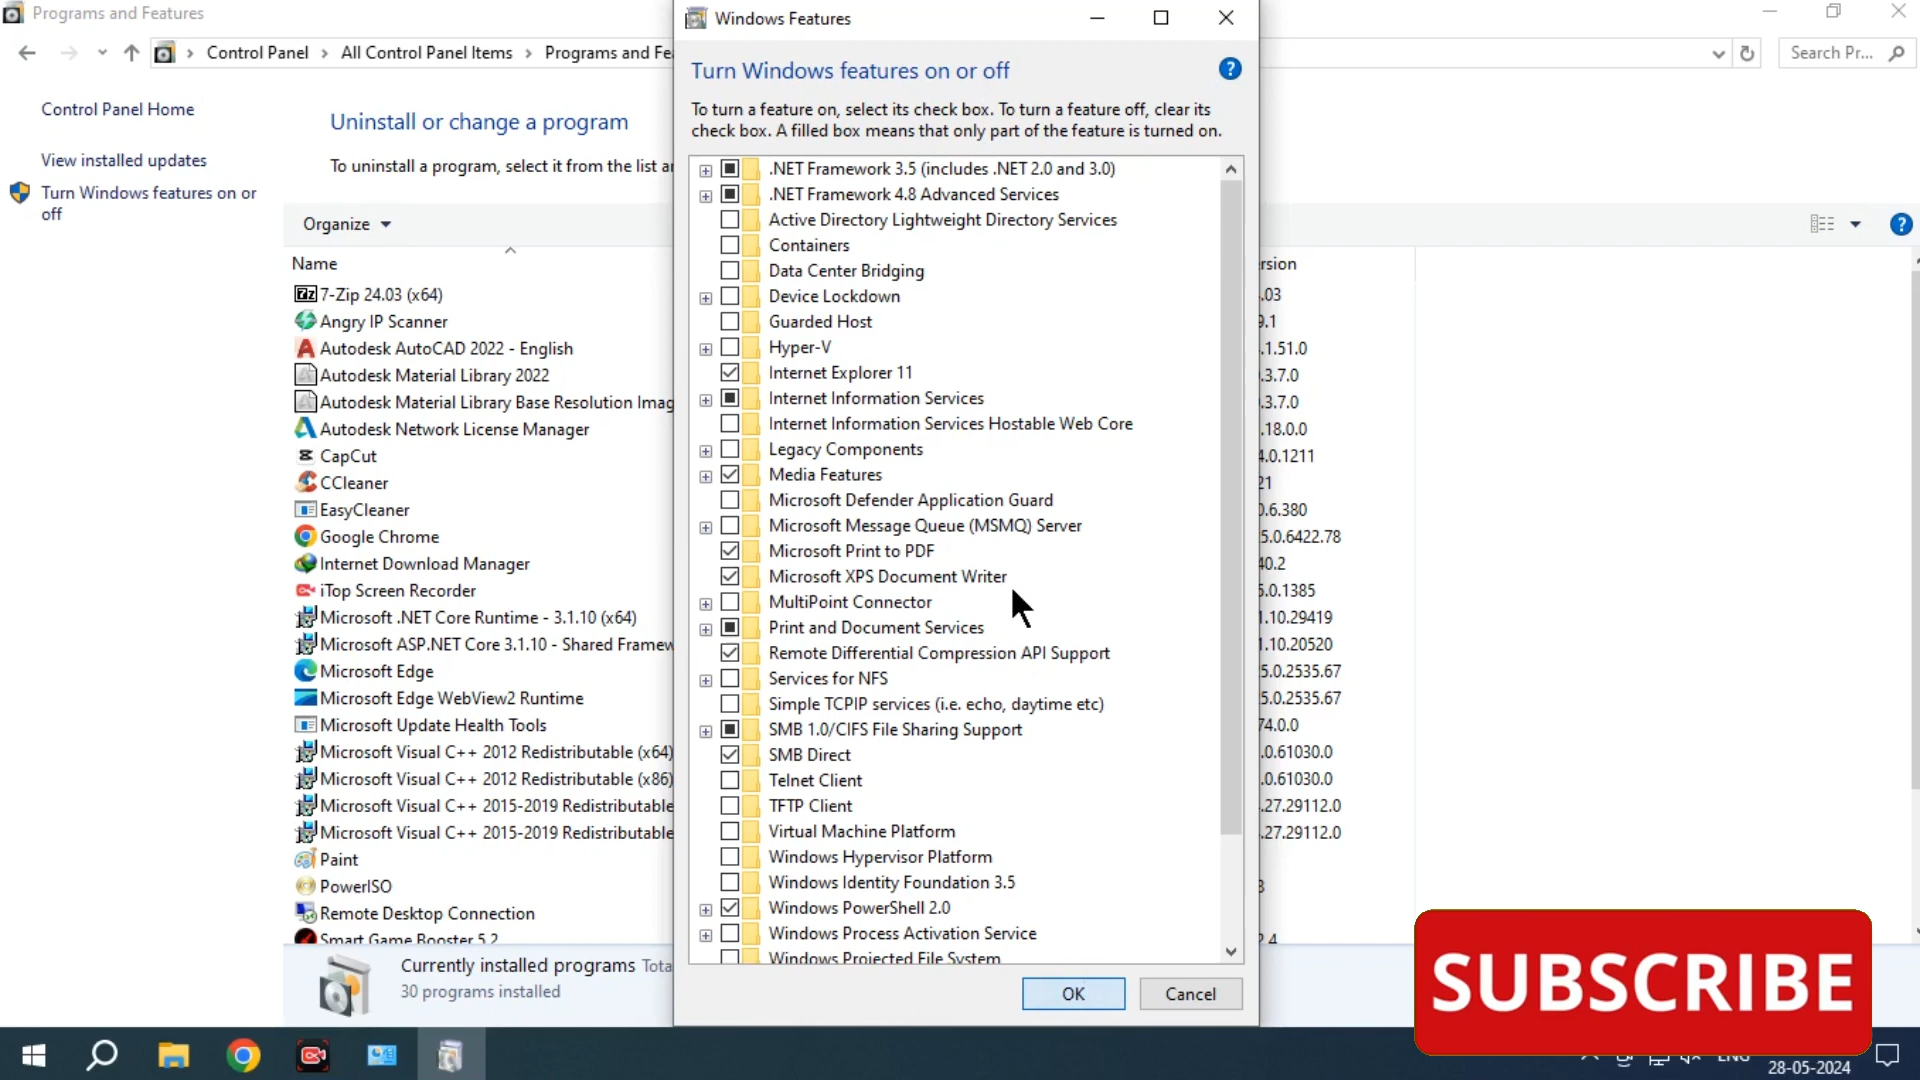 Programs and Features
Control Panel
All Control Panel Items
Programs and Fea
Search Pr...
Control Panel Home
View installed updates
Turn Windows features on or
off
Uninstall or change a program
To uninstall a program, select it from the list a
Organize
Name
7-Zip 24.03 (x64)
Angry IP Scanner
Autodesk AutoCAD 2022 - English
Autodesk Material Library 2022
Autodesk Material Library Base Resolution Imag
Autodesk Network License Manager
CapCut
CCleaner
EasyCleaner
Google Chrome
Internet Download Manager
iTop Screen Recorder
Microsoft .NET Core Runtime - 3.1.10 (x64)
Microsoft ASP.NET Core 3.1.10 - Shared Framew
Microsoft Edge
Microsoft Edge WebView2 Runtime
Microsoft Update Health Tools
Microsoft Visual C++ 2012 Redistributable (x64)
Microsoft Visual C++ 2012 Redistributable (x86)
Microsoft Visual C++ 2015-2019 Redistributable
Microsoft Visual C++ 2015-2019 Redistributable
Paint
PowerISO
Remote Desktop Connection
Smart Game Booster 5.2
Currently installed programs Tota
30 programs installed
Windows Features
Turn Windows features on or off
To turn a feature on, select its check box. To turn a feature off, clear its
check box. A filled box means that only part of the feature is turned on.
.NET Framework 3.5 (includes .NET 2.0 and 3.0)
.NET Framework 4.8 Advanced Services
Active Directory Lightweight Directory Services
Containers
Data Center Bridging
Device Lockdown
Guarded Host
Hyper-V
Internet Explorer 11
Internet Information Services
Internet Information Services Hostable Web Core
Legacy Components
Media Features
Microsoft Defender Application Guard
Microsoft Message Queue (MSMQ) Server
Microsoft Print to PDF
Microsoft XPS Document Writer
MultiPoint Connector
Print and Document Services
Remote Differential Compression API Support
Services for NFS
Simple TCPIP services (i.e. echo, daytime etc)
SMB 1.0/CIFS File Sharing Support
SMB Direct
Telnet Client
TFTP Client
Virtual Machine Platform
Windows Hypervisor Platform
Windows Identity Foundation 3.5
Windows PowerShell 2.0
Windows Process Activation Service
Windows Projected File System
OK
Cancel
rsion
.03
9.1
.1.51.0
.3.7.0
.3.7.0
.18.0.0
4.0.1211
21
0.6.380
5.0.6422.78
40.2
5.0.1385
1.10.29419
1.10.20520
5.0.2535.67
5.0.2535.67
74.0.0
.0.61030.0
.0.61030.0
.27.29112.0
.27.29112.0
SUBSCRIBE
ENG
28-05-2024